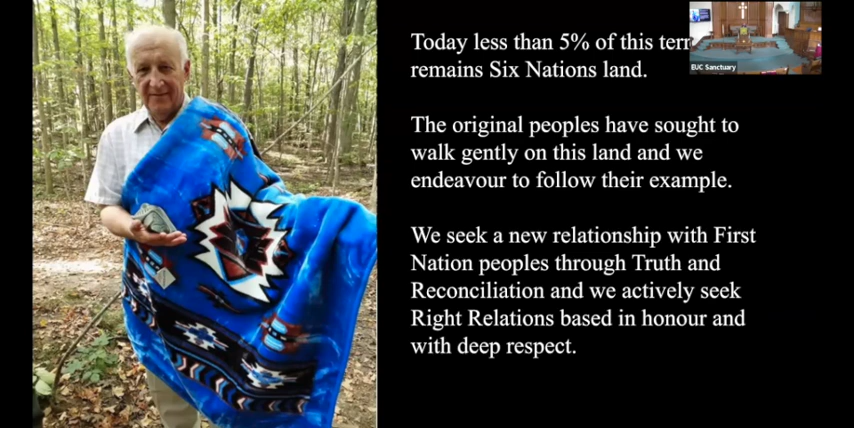 Today less than 5% of this
remains Six Nations land.
The original peoples have sought to
walk gently on this land and we
endeavour to follow their example.
We seek a new relationship with First
Nation peoples through Truth and
Reconciliation and we actively seek
Right Relations based in honour and
with deep respect.
EUC Sanctuary